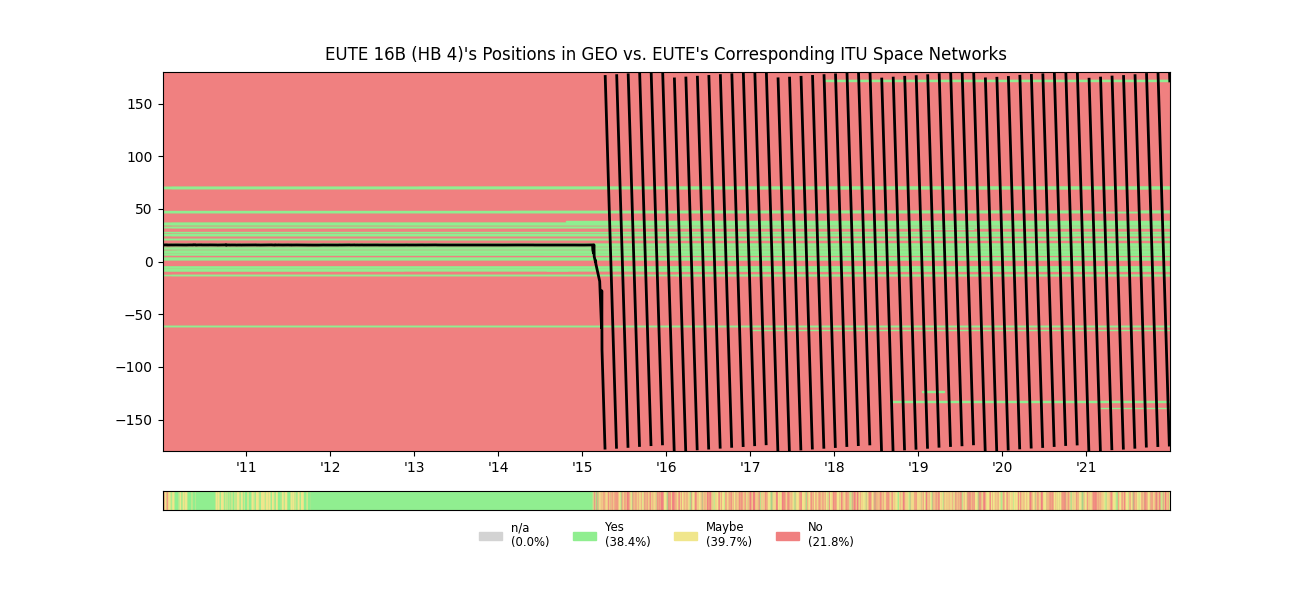 EUTE 16B (HB 4)'s Positions in GEO vs. EUTE's Corresponding ITU Space Networks
150
100
50
0
−50
−100
−150
'11 '12 '13 '14 '15 '16 '17 '18 '19 '20 '21
n/a Yes Maybe No
(0.0%) (38.4%) (39.7%) (21.8%)